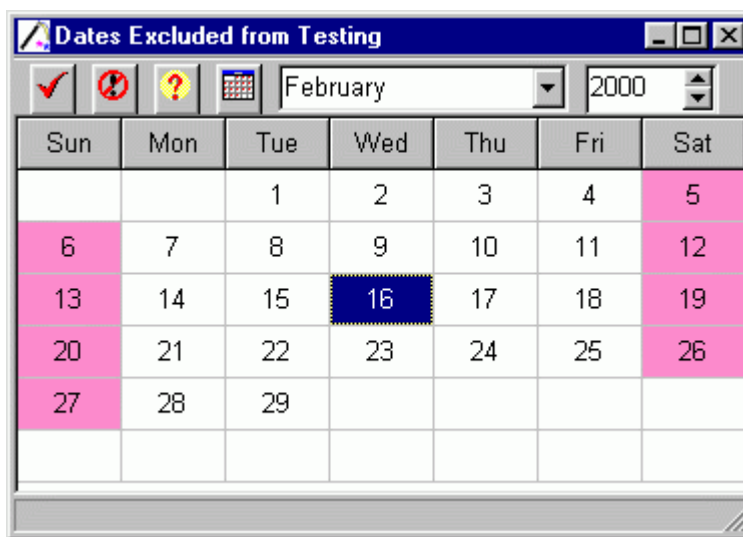 Dates Excluded from Testing
February 2000
Sun Mon Tue Wed Thu Fri Sat
1 2 3 4 5
6 7 8 9 10 11 12
13 14 15 16 17 18 19
20 21 22 23 24 25 26
27 28 29